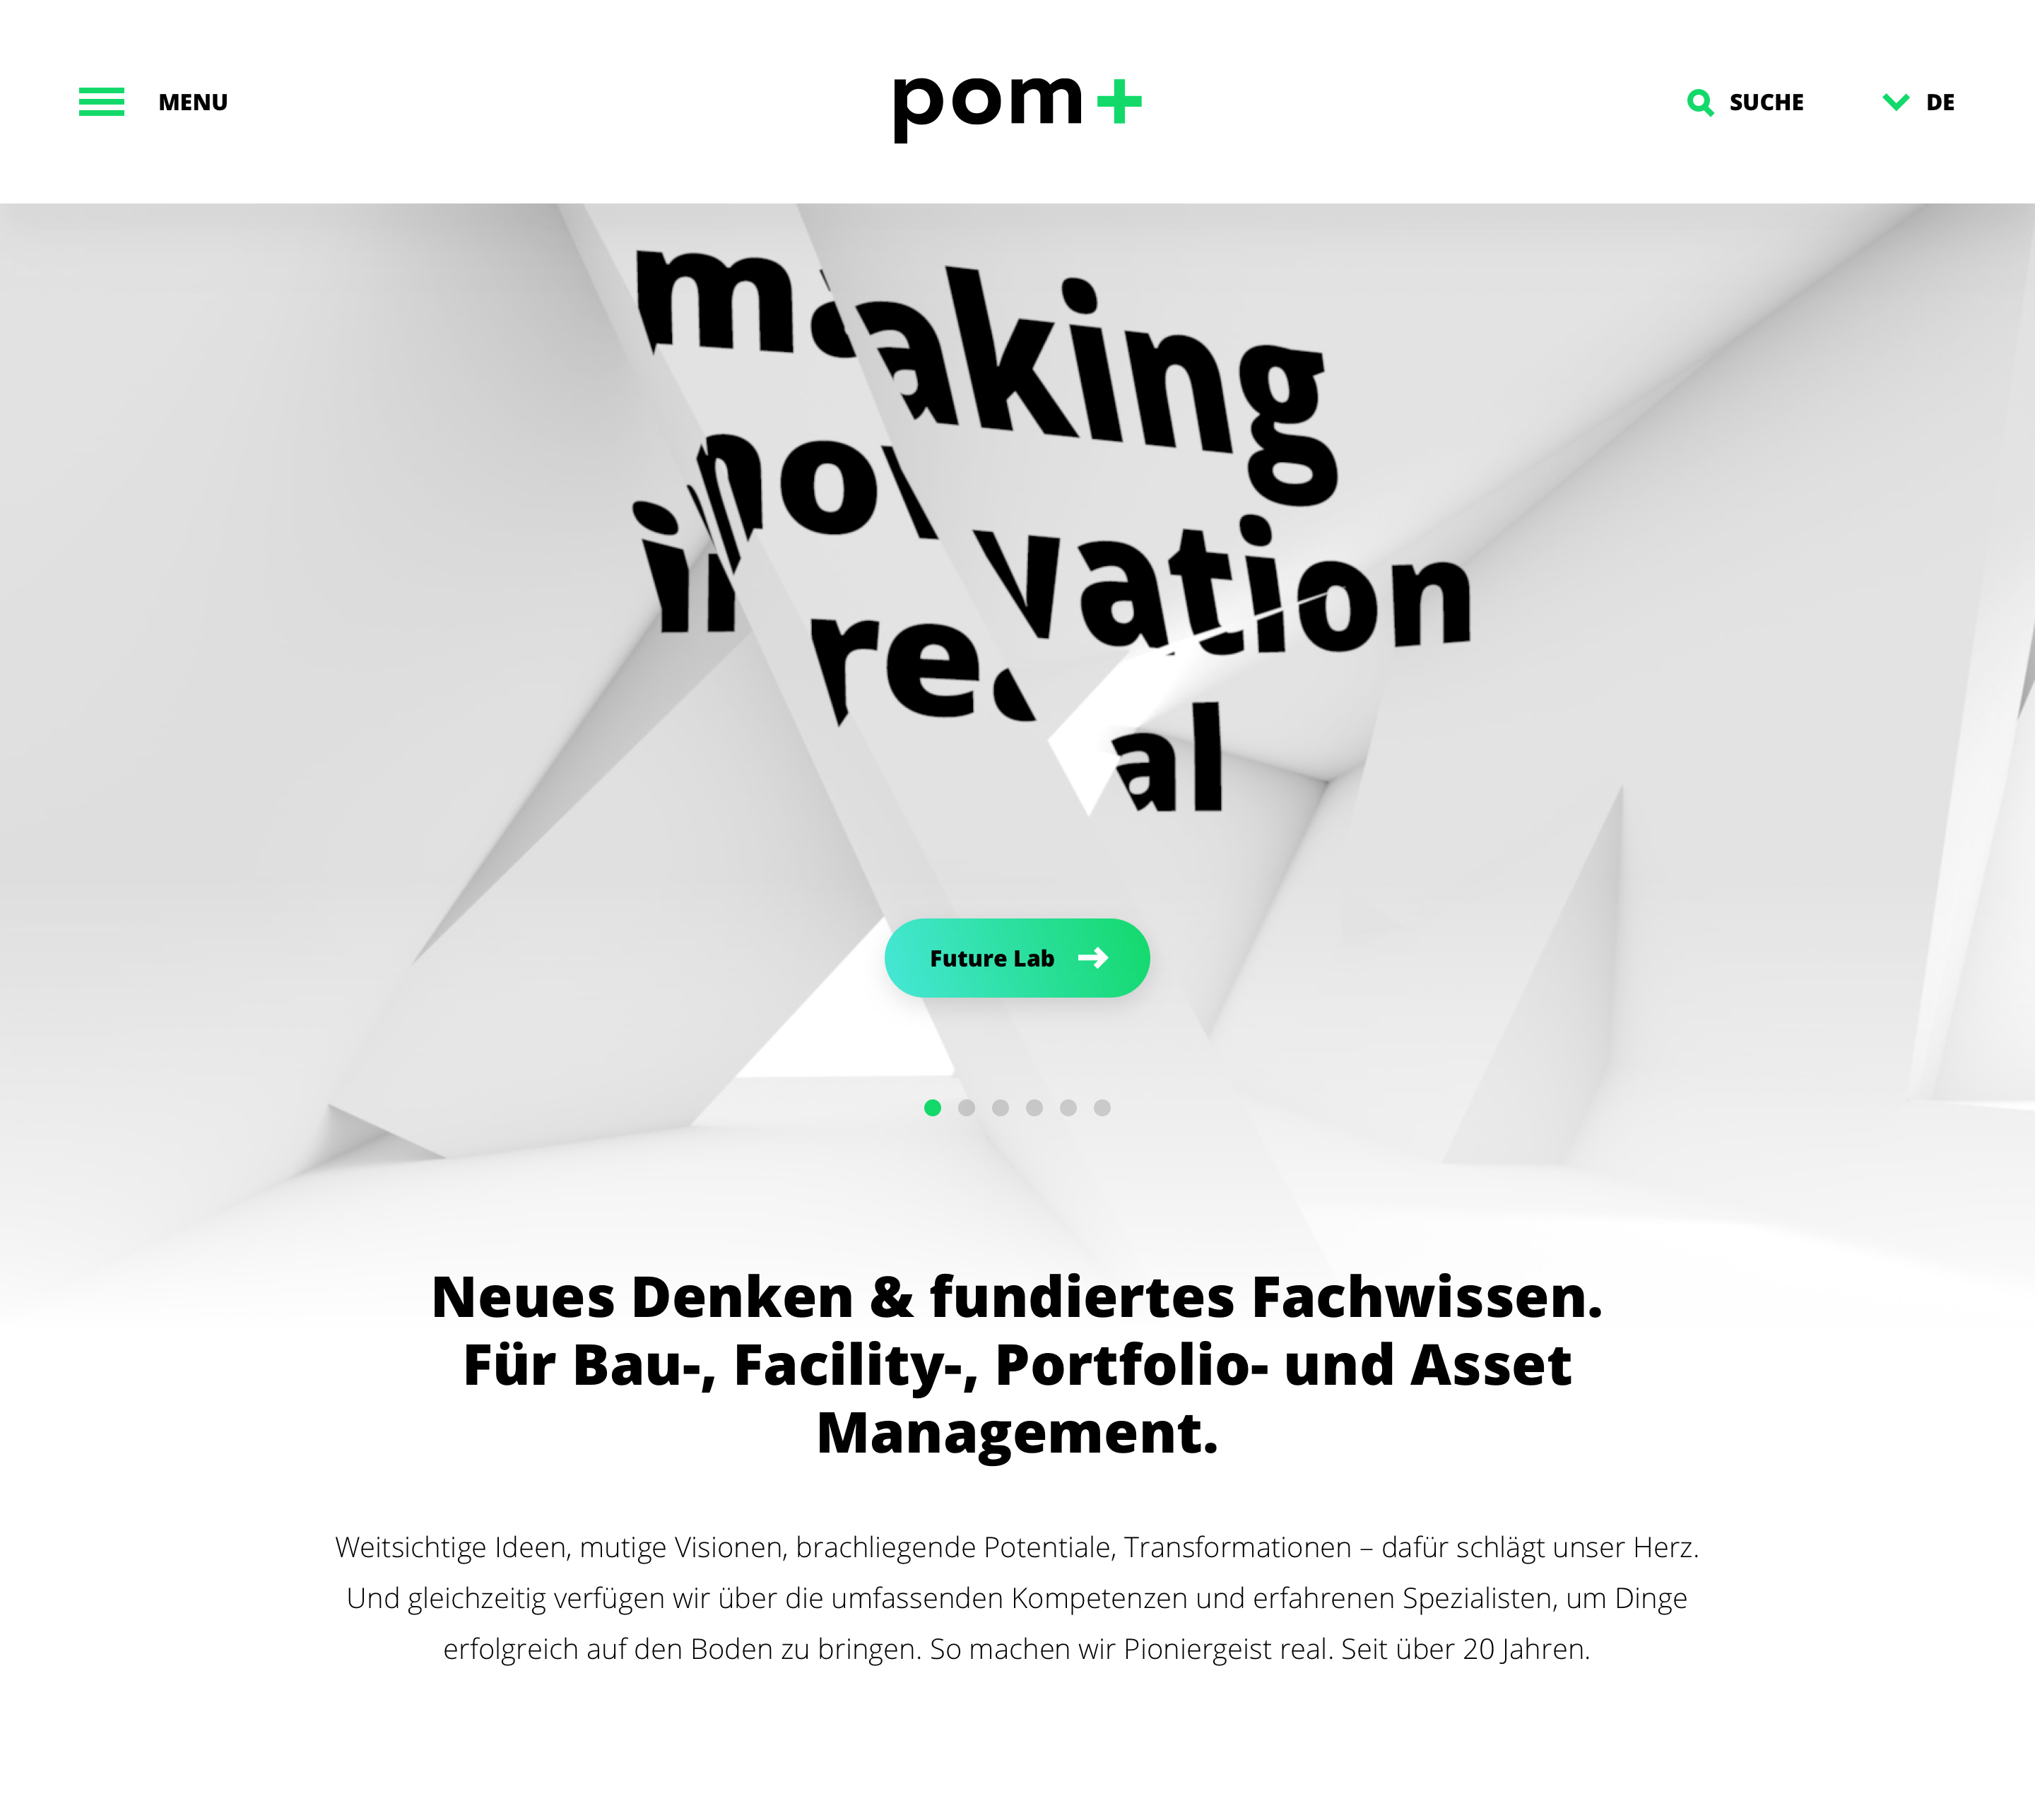 MENU
pom+
SUCHE
DE
making
innovation
real
Future Lab
Neues Denken & fundiertes Fachwissen.
Für Bau-, Facility-, Portfolio- und Asset
Management.
Weitsichtige Ideen, mutige Visionen, brachliegende Potentiale, Transformationen – dafür schlägt unser Herz.
Und gleichzeitig verfügen wir über die umfassenden Kompetenzen und erfahrenen Spezialisten, um Dinge
erfolgreich auf den Boden zu bringen. So machen wir Pioniergeist real. Seit über 20 Jahren.